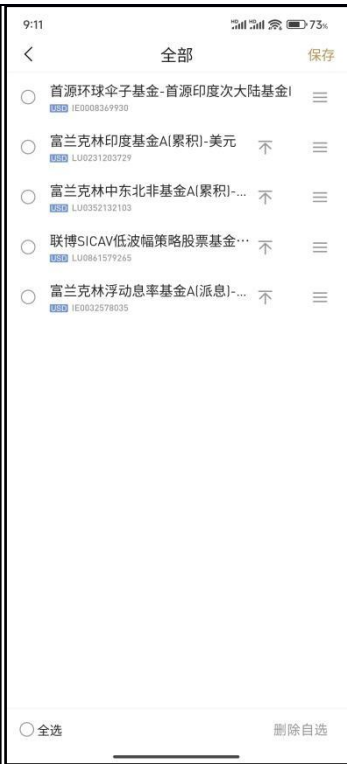 9:11
73%
全部
保存
首源环球伞子基金-首源印度次大陆基金I
USD IE0008369930
富兰克林印度基金A(累积)-美元
USD LU0231203729
富兰克林中东北非基金A(累积)-...
USD LU0352132103
联博SICAV低波幅策略股票基金...
USD LU0861579265
富兰克林浮动息率基金A(派息)-...
USD IE0032578035
全选
删除自选